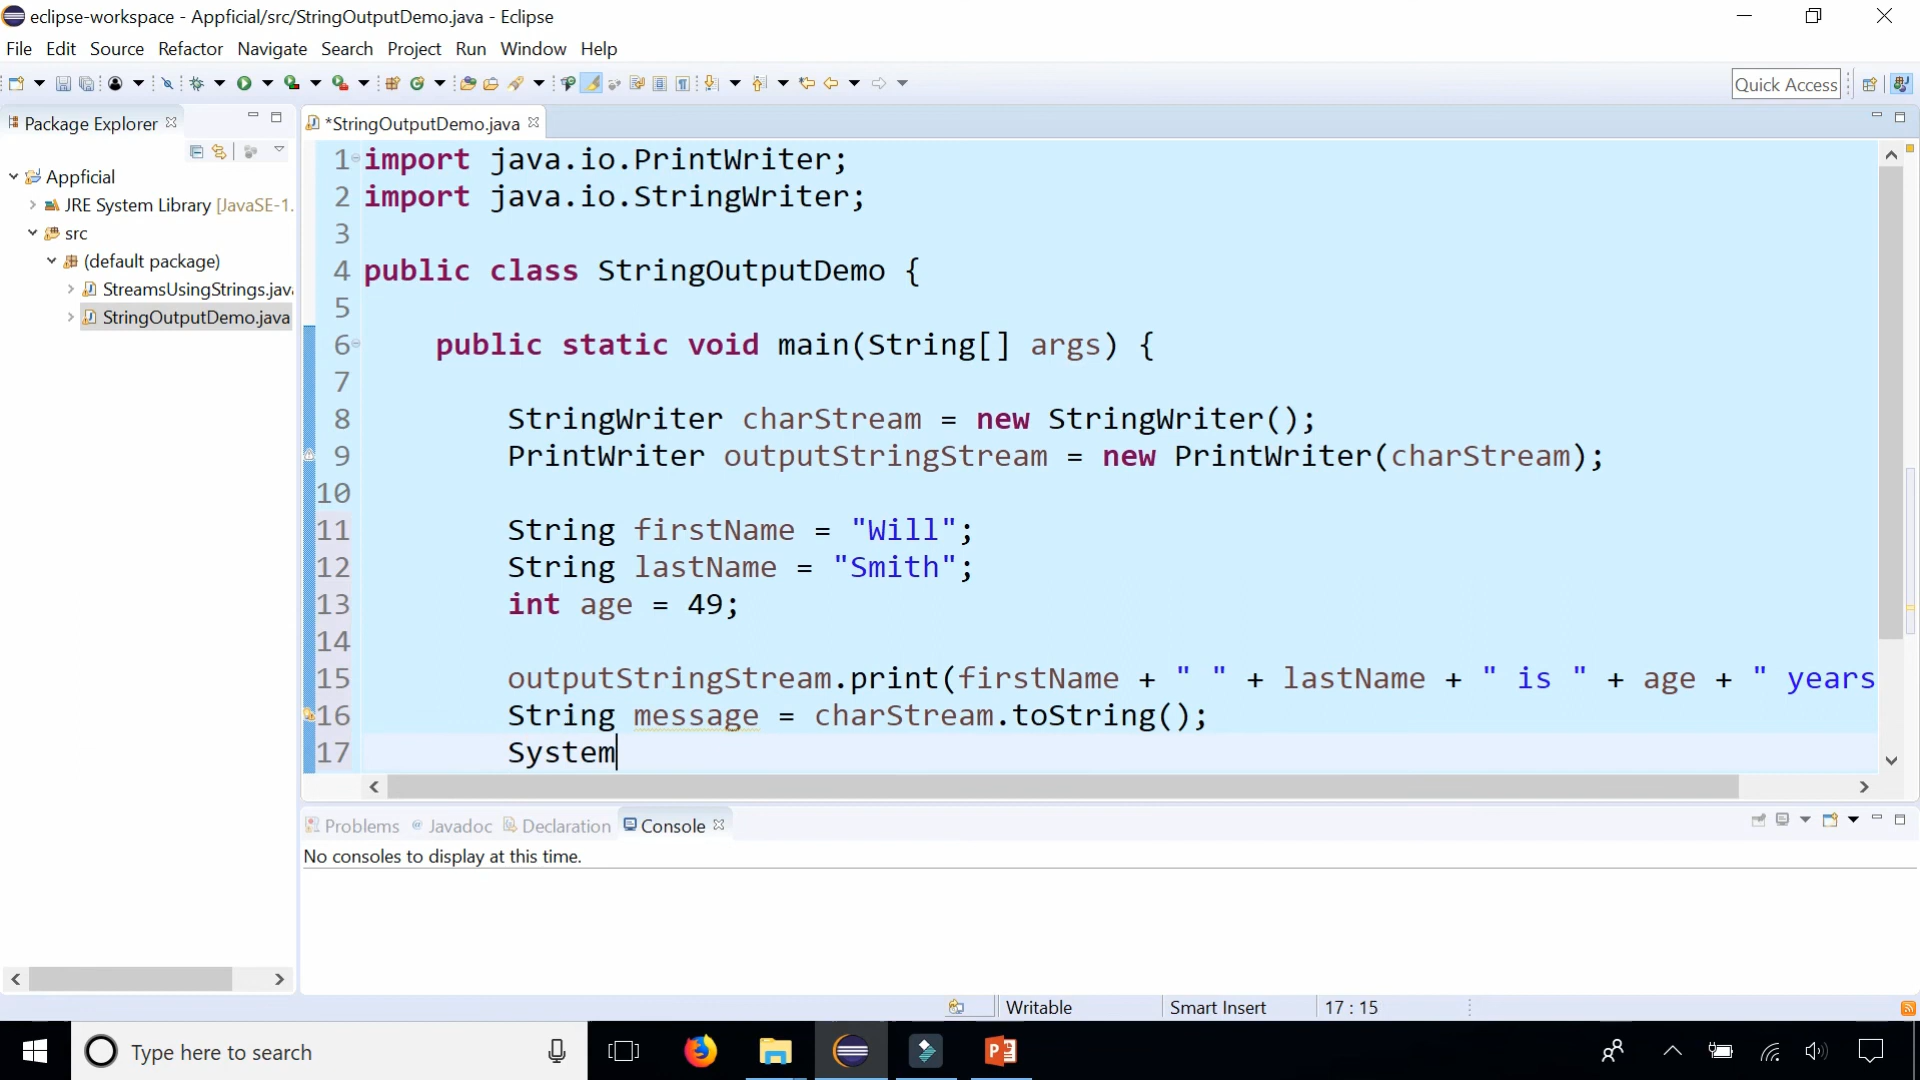 eclipse-workspace - Appficial/src/StringOutputDemo.java - Eclipse
File Edit Source Refactor Navigate Search Project Run Window Help
Quick Access
Package Explorer
*StringOutputDemo.java
Appficial
JRE System Library [JavaSE-1.
src
(default package)
StreamsUsingStrings.java
StringOutputDemo.java
1 import java.io.PrintWriter;
2 import java.io.StringWriter;
3
4 public class StringOutputDemo {
5
6 public static void main(String[] args) {
7
8 StringWriter charStream = new StringWriter();
9 PrintWriter outputStringStream = new PrintWriter(charStream);
10
11 String firstName = "Will";
12 String lastName = "Smith";
13 int age = 49;
14
15 outputStringStream.print(firstName + " " + lastName + " is " + age + " years
16 String message = charStream.toString();
17 System
Problems Javadoc Declaration Console
No consoles to display at this time.
Writable Smart Insert 17 : 15
Type here to search